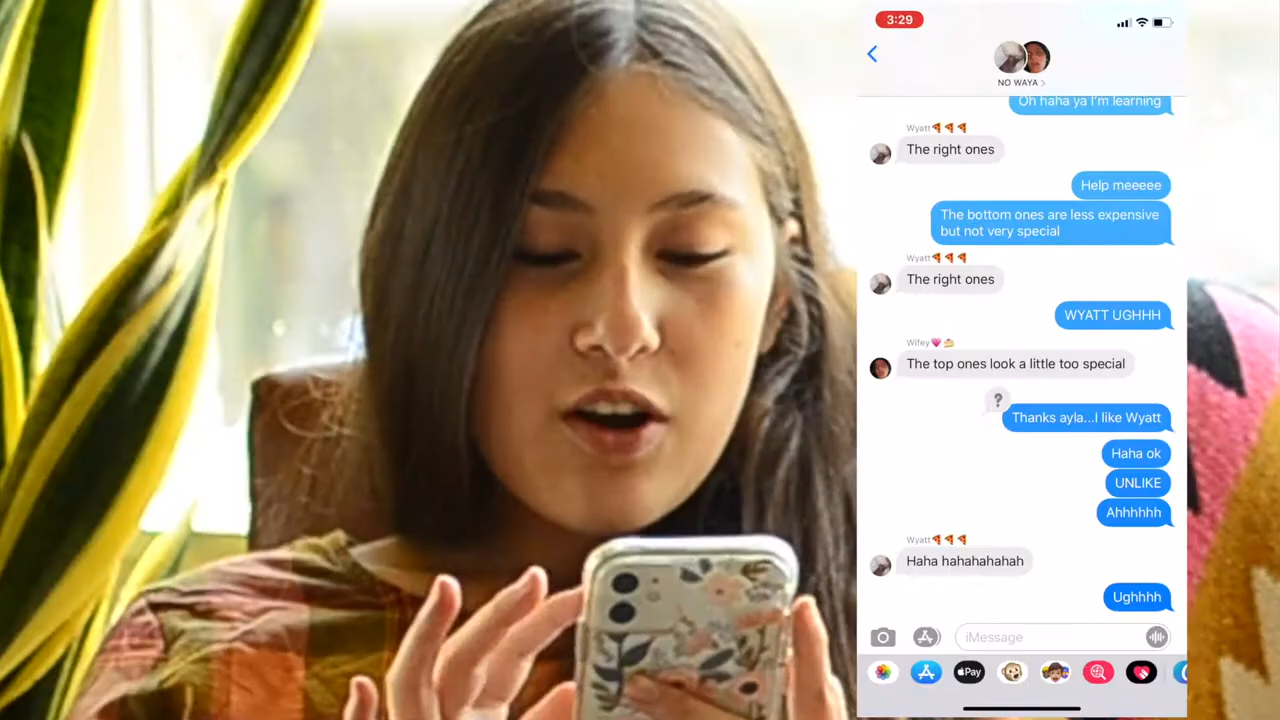 3:29
NO WAYA >
Oh haha ya I'm learning
Wyatt🍕🍕🍕
The right ones
Help meeeee
The bottom ones are less expensive
but not very special
Wyatt🍕🍕🍕
The right ones
WYATT UGHHH
Wifey💗🍰
The top ones look a little too special
?
Thanks ayla...I like Wyatt
Haha ok
UNLIKE
Ahhhhhh
Wyatt🍕🍕🍕
Haha hahahahahah
Ughhhh
iMessage
Pay